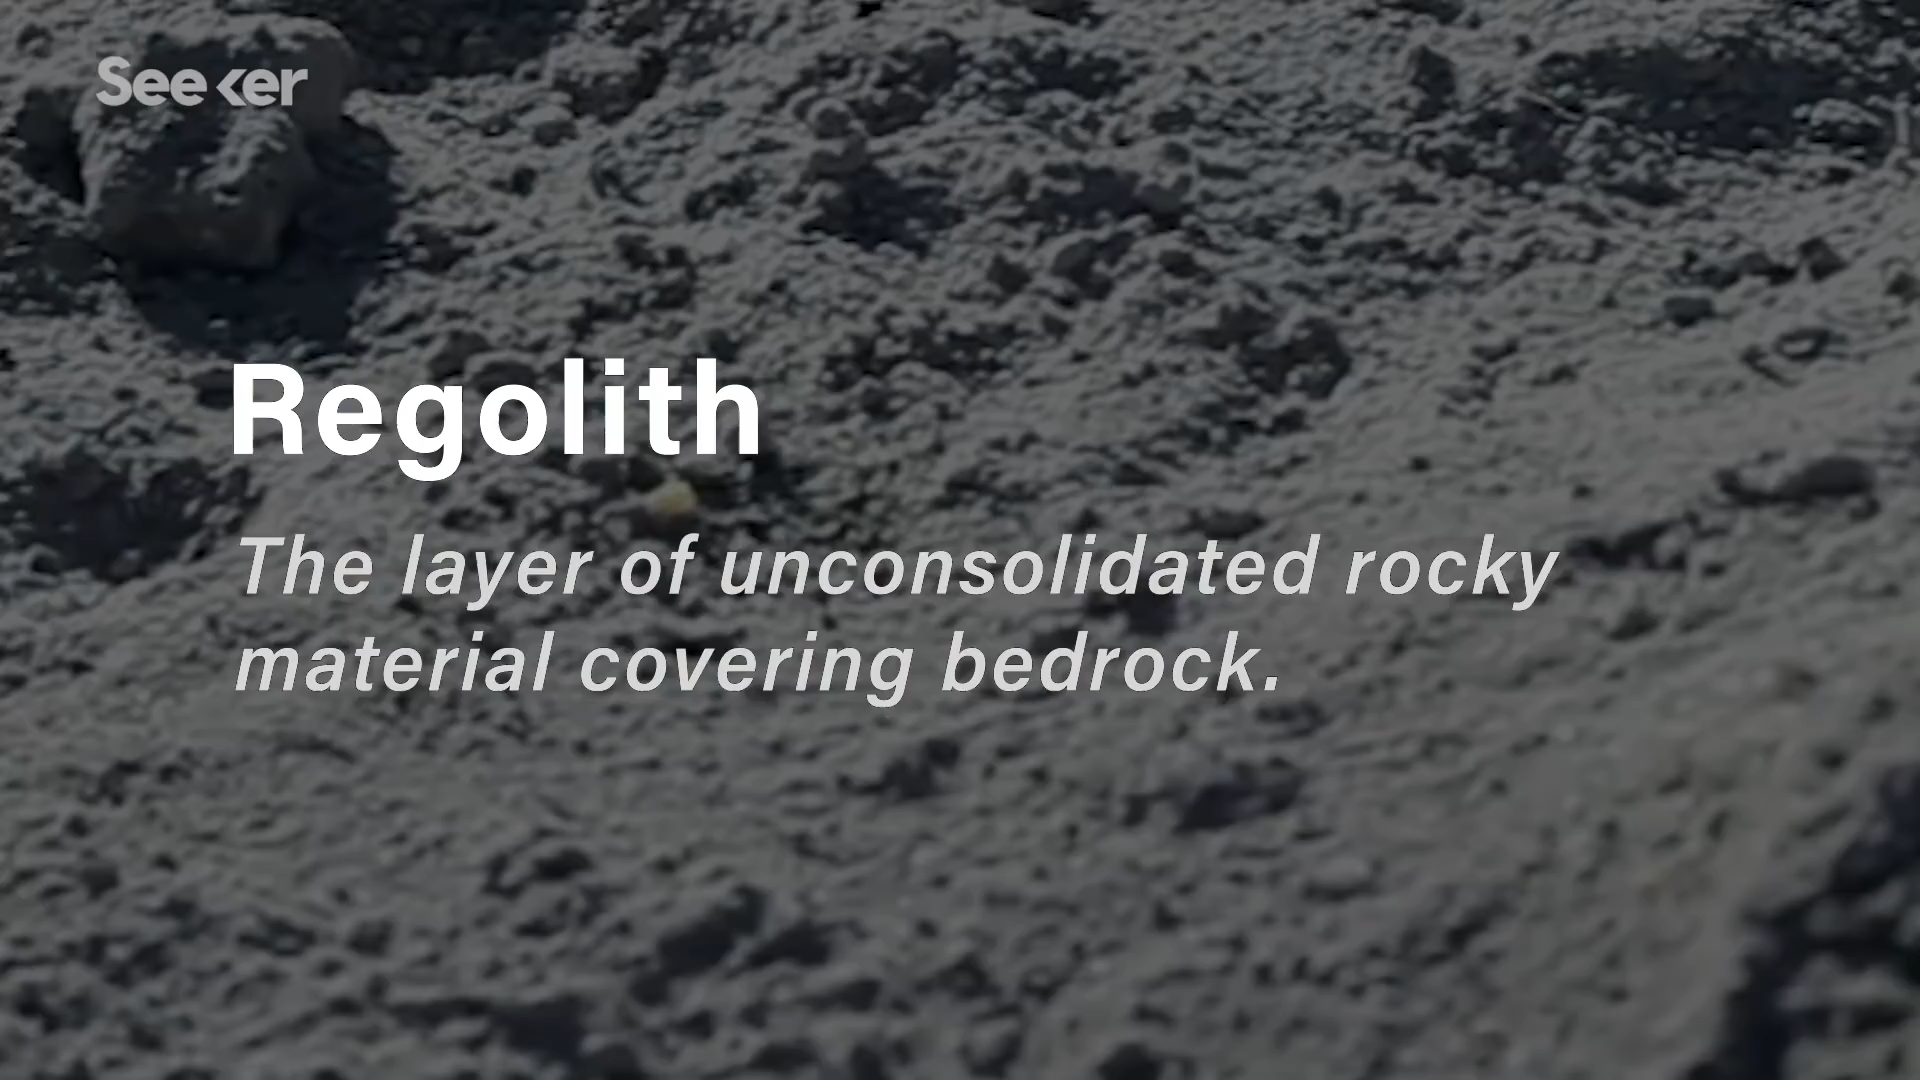 Seeker
Regolith
The layer of unconsolidated rocky
material covering bedrock.